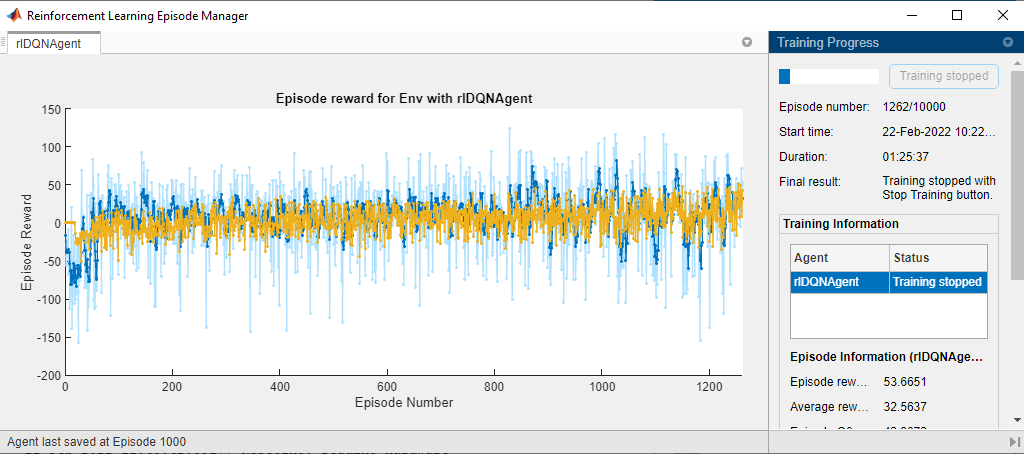 Reinforcement Learning Episode Manager
rlDQNAgent
Episode reward for Env with rlDQNAgent
150
100
50
0
-50
-100
-150
-200
Episode Reward
0 200 400 600 800 1000 1200
Episode Number
Agent last saved at Episode 1000
Training Progress
Training stopped
Episode number: 1262/10000
Start time: 22-Feb-2022 10:22...
Duration: 01:25:37
Final result: Training stopped with
Stop Training button.
Training Information
Agent Status
rlDQNAgent Training stopped
Episode Information (rlDQNAge...
Episode rew... 53.6651
Average rew... 32.5637